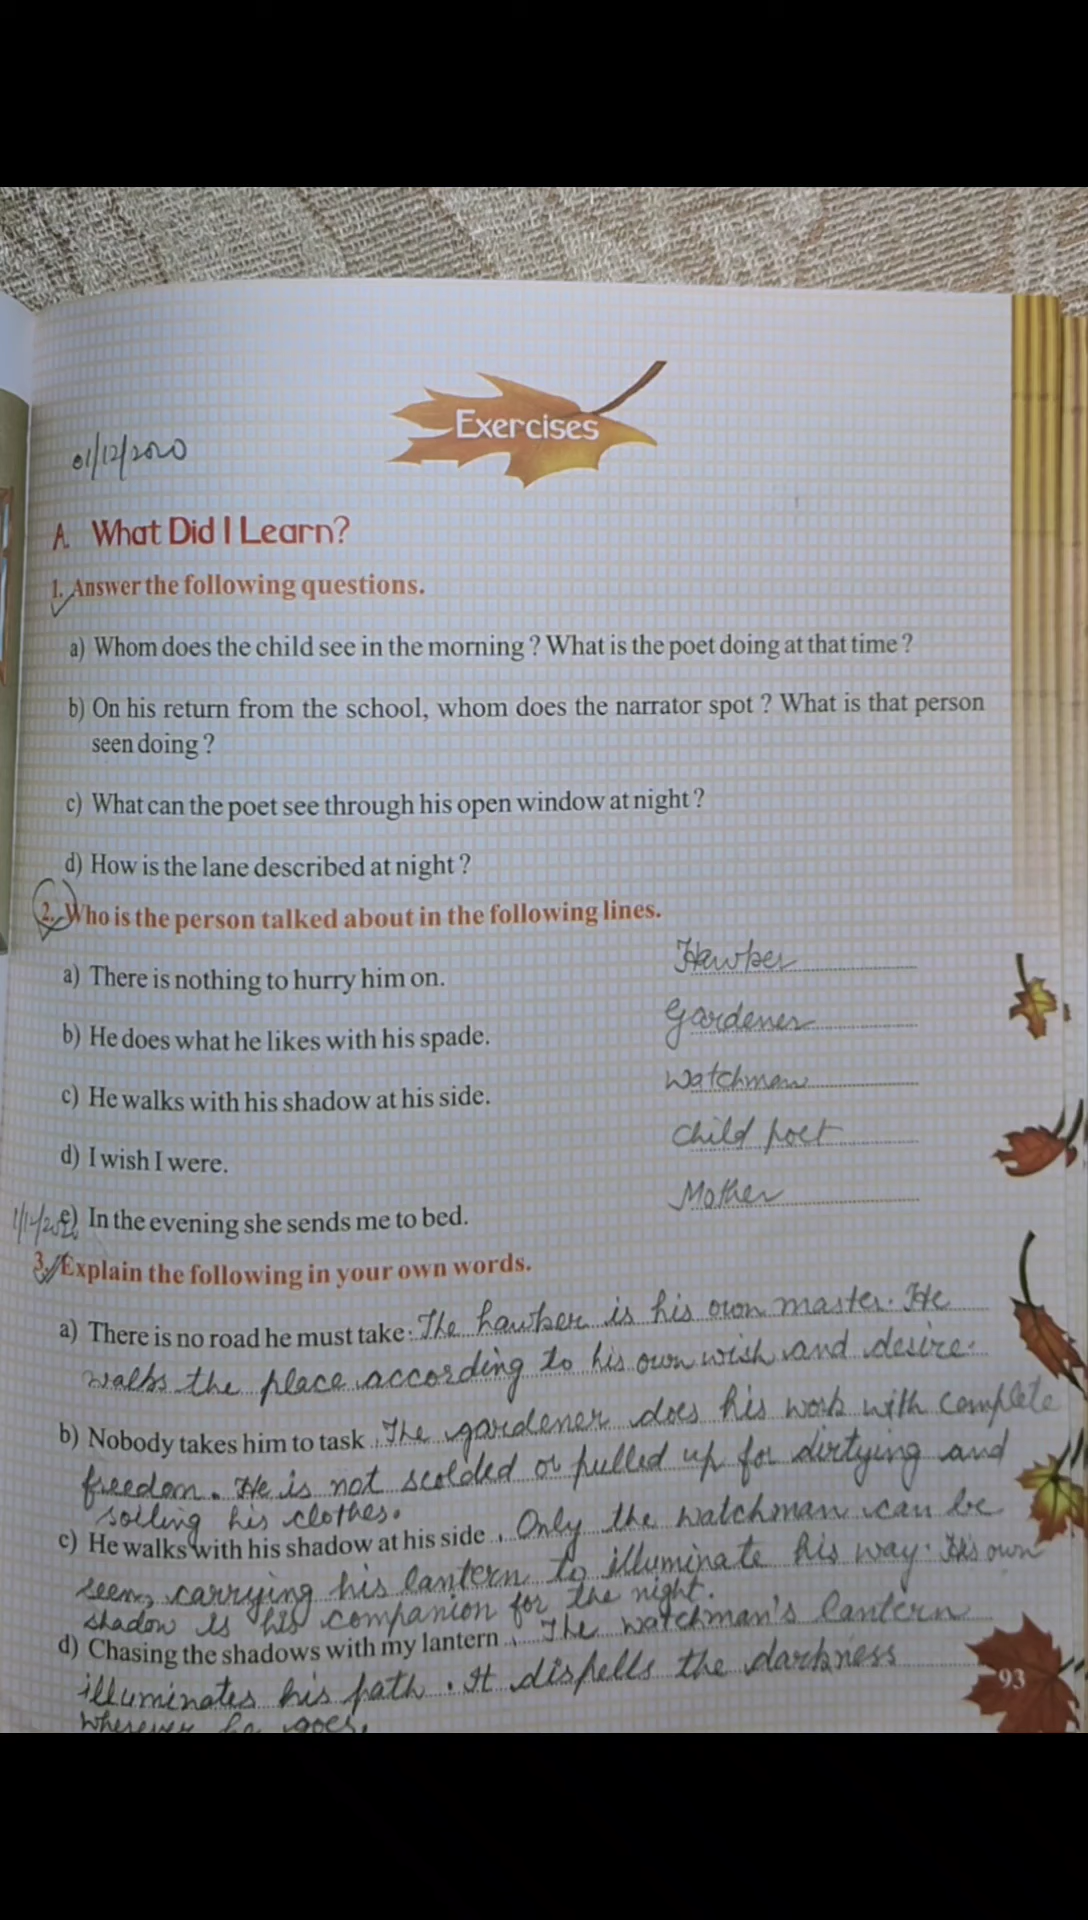 Exercises
01/12/2020
A. What Did I Learn?
1. Answer the following questions.
a) Whom does the child see in the morning ? What is the poet doing at that time ?
b) On his return from the school, whom does the narrator spot ? What is that person
seen doing ?
c) What can the poet see through his open window at night ?
d) How is the lane described at night ?
2. Who is the person talked about in the following lines.
a) There is nothing to hurry him on. Hawker
b) He does what he likes with his spade. Gardener
c) He walks with his shadow at his side. Watchman
d) I wish I were. Child poet
e) In the evening she sends me to bed. Mother
3. Explain the following in your own words.
a) There is no road he must take. The hawker is his own master. He
walks the place according to his own wish and desire.
b) Nobody takes him to task. The gardener does his work with complete
freedom. He is not scolded or pulled up for dirtying and
soiling his clothes.
c) He walks with his shadow at his side. Only the watchman can be
seen, carrying his lantern to illuminate his way. His own
shadow is his companion for the night.
d) Chasing the shadows with my lantern. The watchman's lantern
illuminates his path. It dispells the darkness
wherever he goes.
93